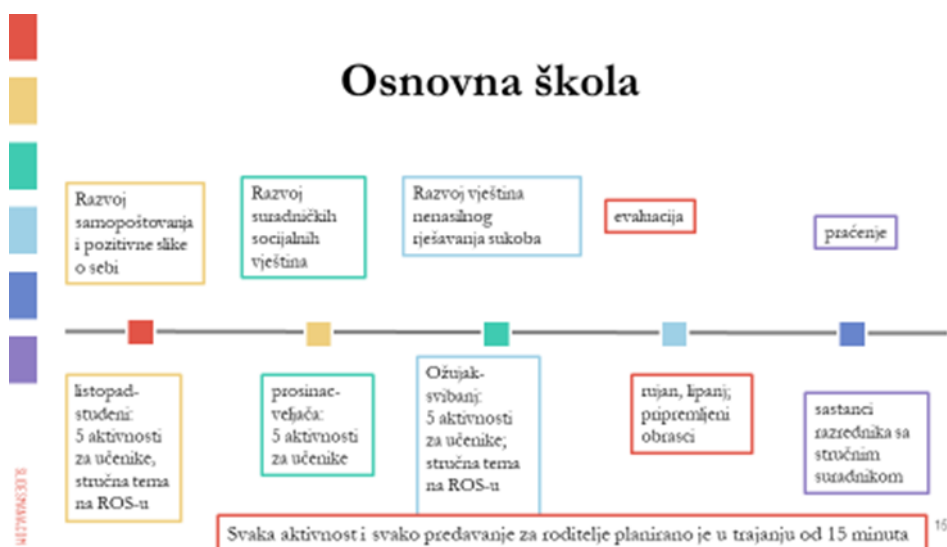 Osnovna škola
Razvoj
samopoštovanja
i pozitivne slike
o sebi
Razvoj
suradničkih
socijalnih
vještina
Razvoj vještina
nenasilnog
rješavanja sukoba
evaluacija
praćenje
listopad-
studeni:
5 aktivnosti
za učenike,
stručna tema
na ROS-u
prosinac-
veljača:
5 aktivnosti
za učenike
Ožujak-
svibanj:
5 aktivnosti
za učenike;
stručna tema
na ROS-u
rujan, lipanj;
pripremljeni
obrasci
sastanci
razrednika sa
stručnim
suradnikom
Svaka aktivnost i svako predavanje za roditelje planirano je u trajanju od 15 minuta
16
SLIDESMANIA.COM